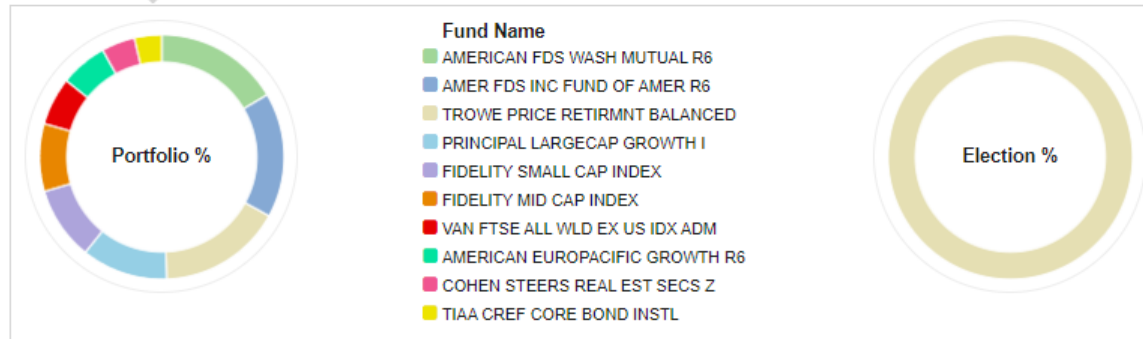 Portfolio %
Fund Name
AMERICAN FDS WASH MUTUAL R6
AMER FDS INC FUND OF AMER R6
TROWE PRICE RETIRMNT BALANCED
PRINCIPAL LARGECAP GROWTH I
FIDELITY SMALL CAP INDEX
FIDELITY MID CAP INDEX
VAN FTSE ALL WLD EX US IDX ADM
AMERICAN EUROPACIFIC GROWTH R6
COHEN STEERS REAL EST SECS Z
TIAA CREF CORE BOND INSTL
Election %